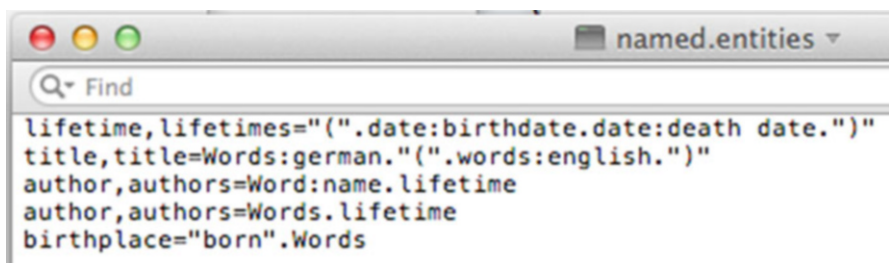 named.entities
Find
lifetime,lifetimes="(".date:birthdate.date:death date.")"
title,title=Words:german."(".words:english.")"
author,authors=Word:name.lifetime
author,authors=Words.lifetime
birthplace="born".Words